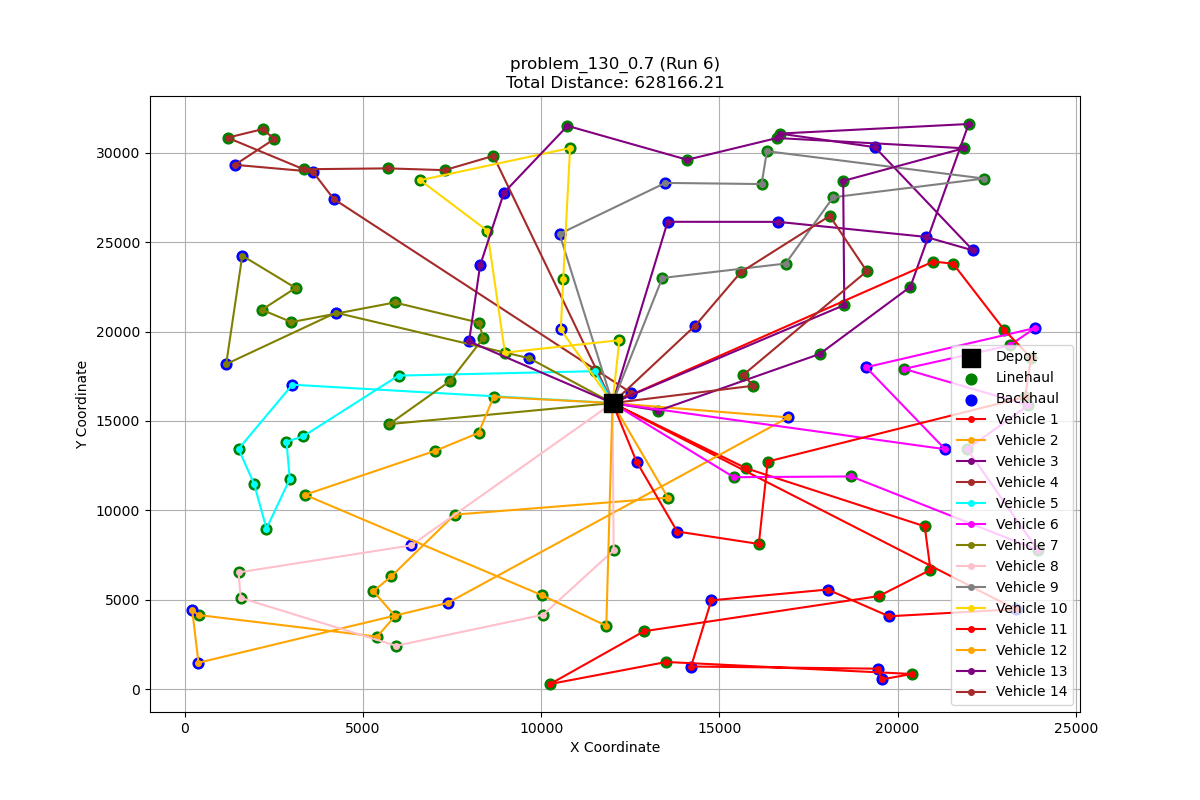 problem_130_0.7 (Run 6)
Total Distance: 628166.21
Y Coordinate
30000
25000
20000
15000
10000
5000
0
0
5000
10000
15000
20000
25000
X Coordinate
Depot
Linehaul
Backhaul
Vehicle 1
Vehicle 2
Vehicle 3
Vehicle 4
Vehicle 5
Vehicle 6
Vehicle 7
Vehicle 8
Vehicle 9
Vehicle 10
Vehicle 11
Vehicle 12
Vehicle 13
Vehicle 14